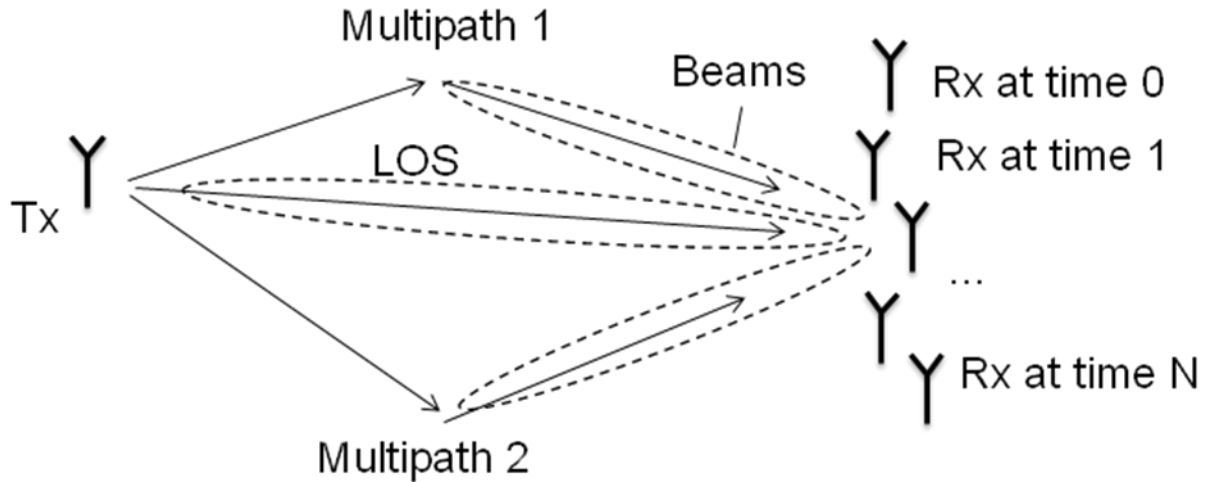 Multipath 1
Beams
Rx at time 0
Rx at time 1
LOS
Tx
...
Rx at time N
Multipath 2